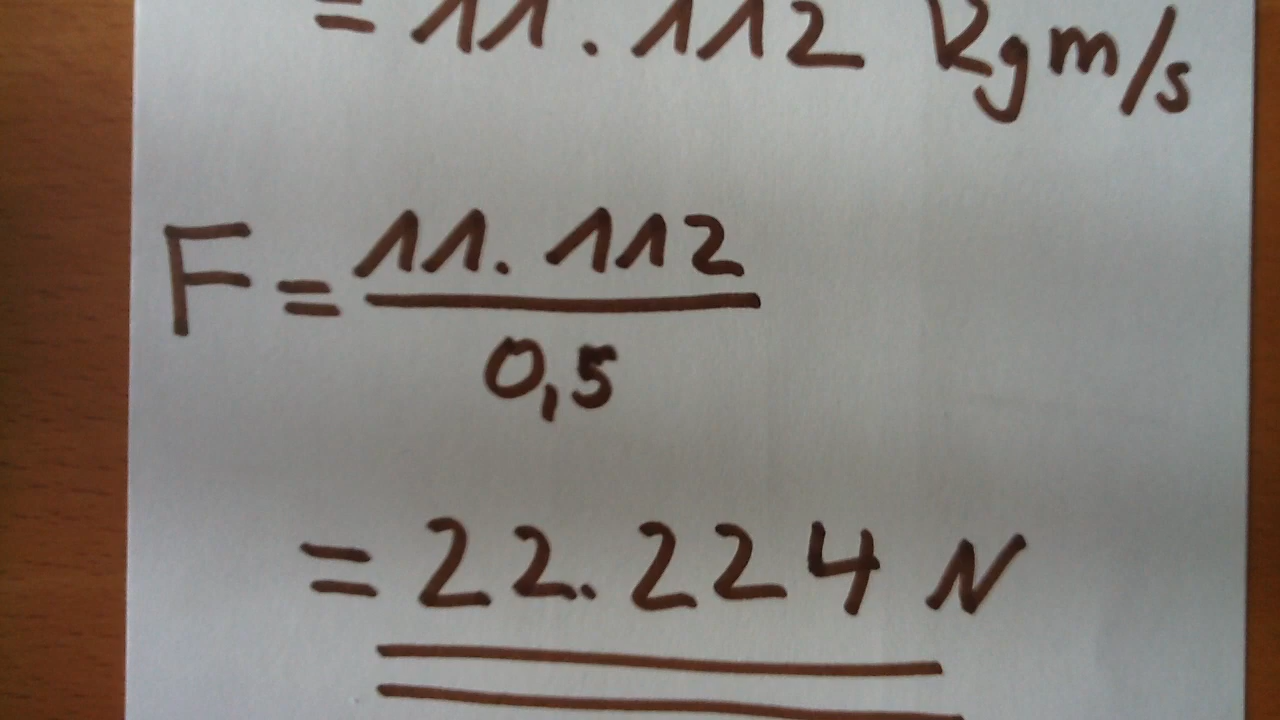 = 11.112 kgm/s
F = 11.112 / 0,5
= 22.224 N